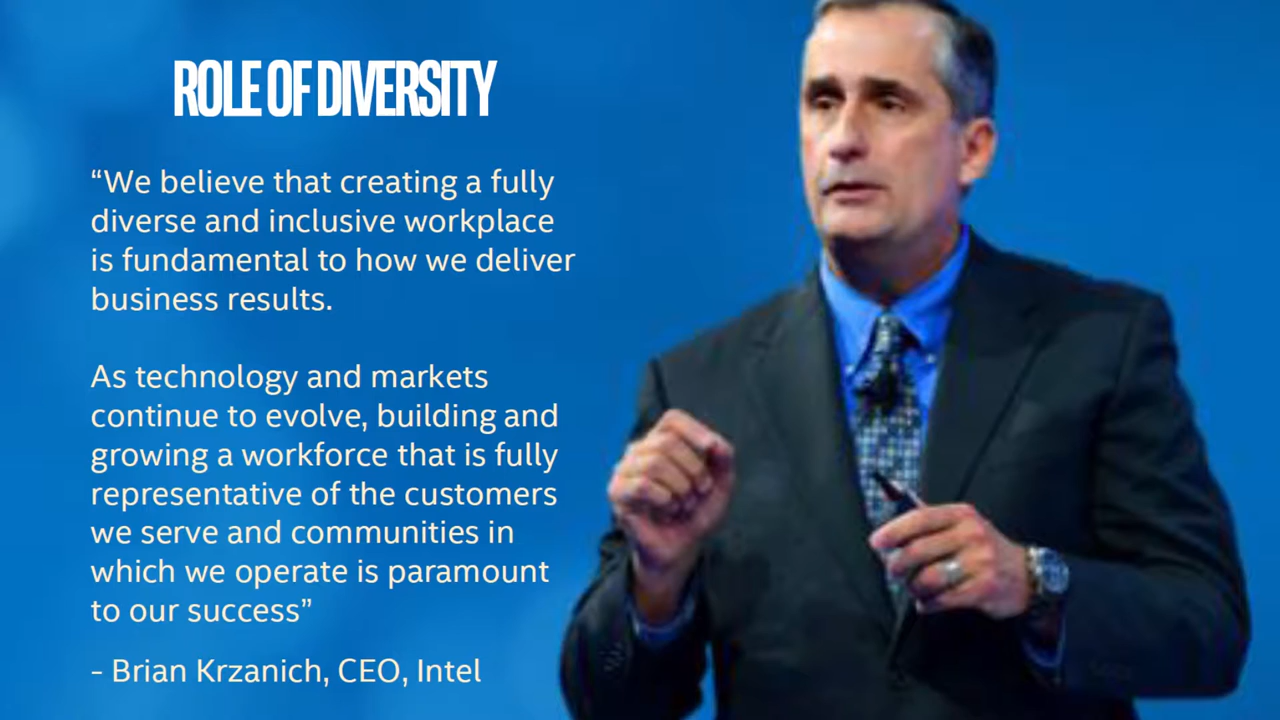 ROLE OF DIVERSITY
“We believe that creating a fully
diverse and inclusive workplace
is fundamental to how we deliver
business results.
As technology and markets
continue to evolve, building and
growing a workforce that is fully
representative of the customers
we serve and communities in
which we operate is paramount
to our success”
- Brian Krzanich, CEO, Intel